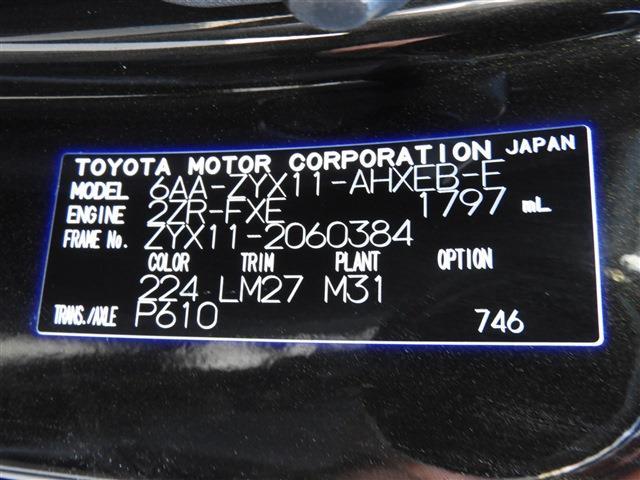 TOYOTA MOTOR CORPORATION JAPAN
MODEL 6AA-ZYX11-AHXEB-E
ENGINE 2ZR-FXE 1797 mL
FRAME No. ZYX11-2060384
COLOR TRIM PLANT OPTION
224 LM27 M31
TRANS./AXLE P610 746